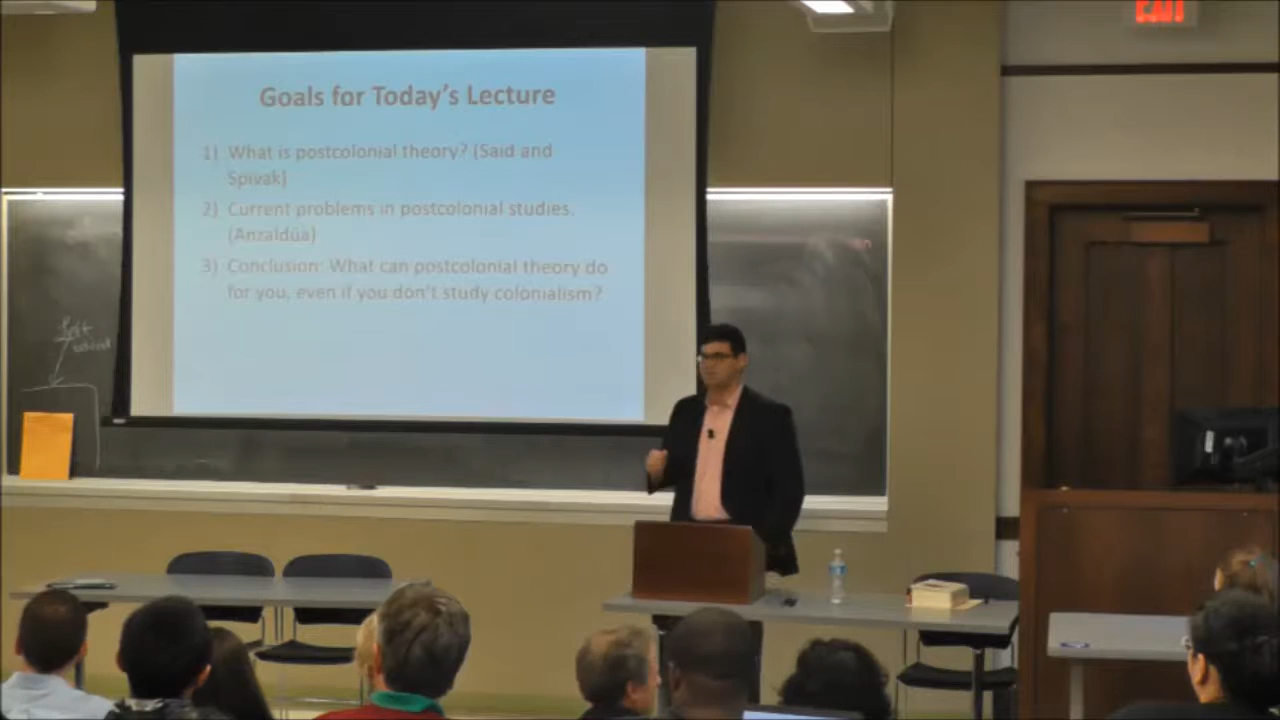 EXIT
Goals for Today's Lecture
1) What is postcolonial theory? (Said and
Spivak)
2) Current problems in postcolonial studies.
(Anzaldúa)
3) Conclusion: What can postcolonial theory do
for you, even if you don't study colonialism?